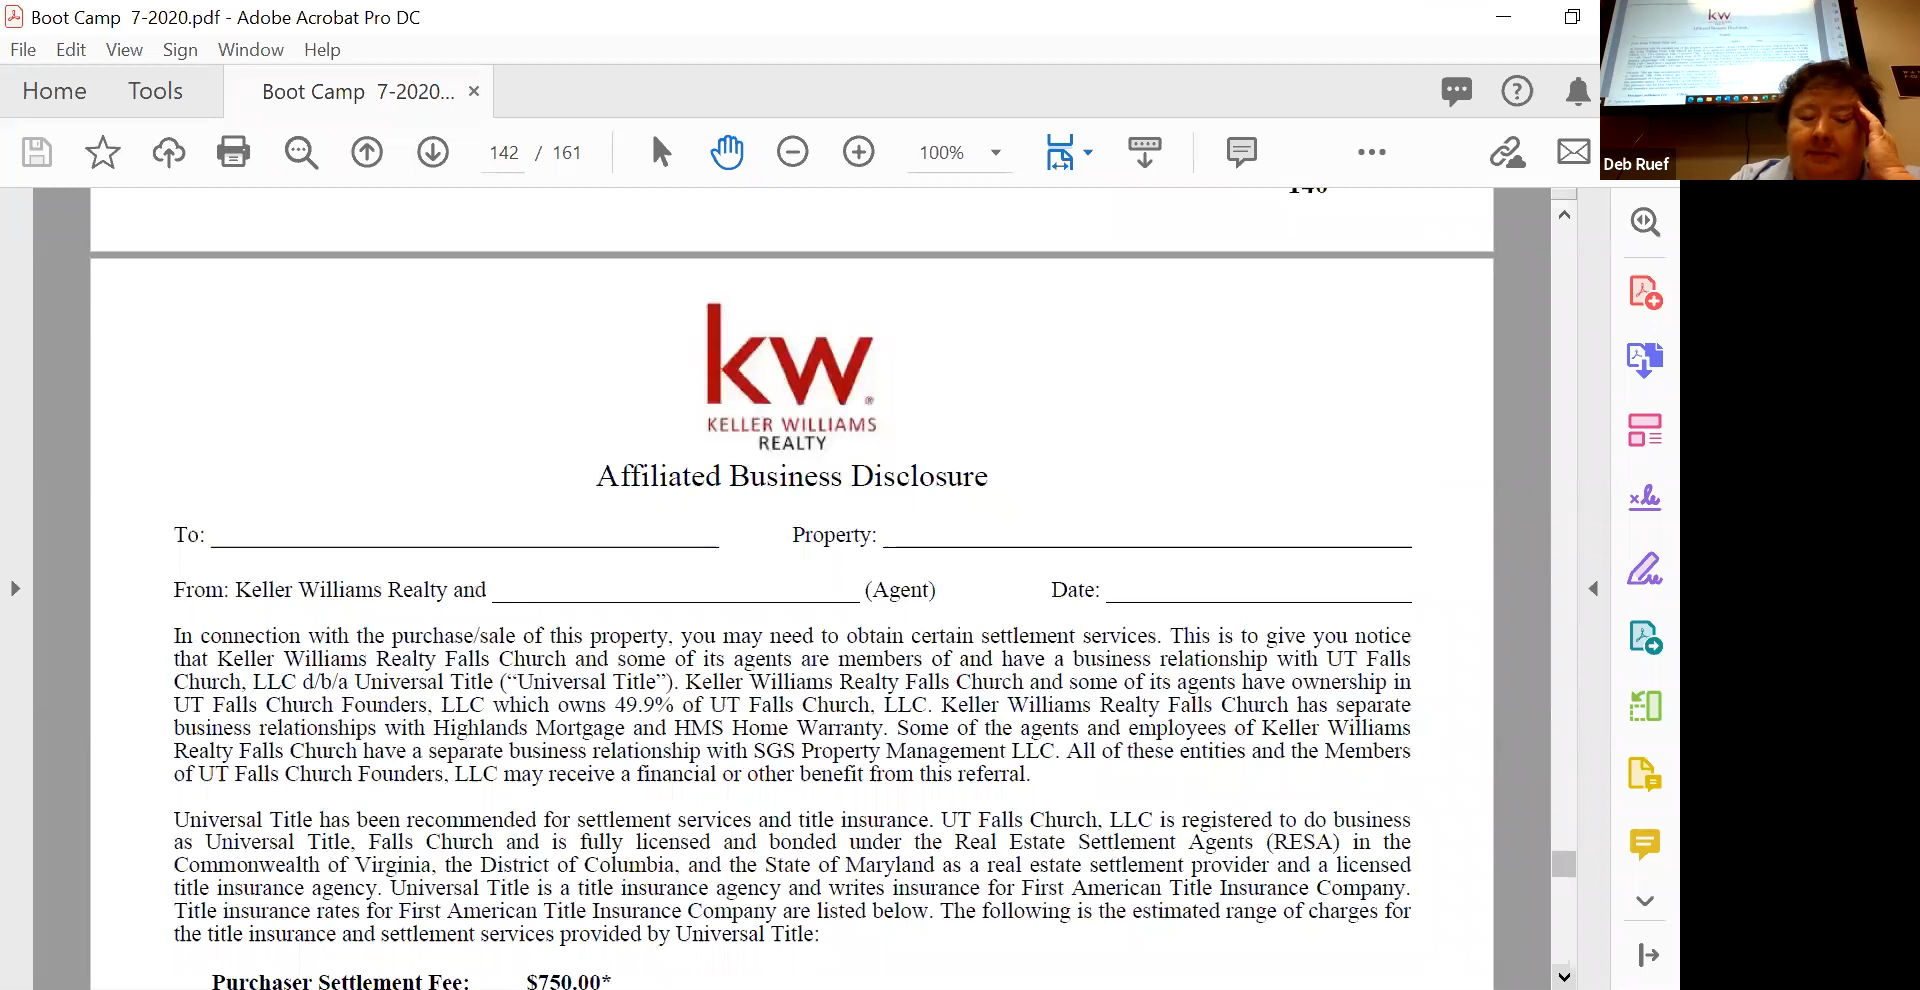 Boot Camp 7-2020.pdf - Adobe Acrobat Pro DC
File Edit View Sign Window Help
Home Tools Boot Camp 7-2020... ×
142 / 161 100%
kw
Deb Ruef
140
kw®
KELLER WILLIAMS
REALTY
Affiliated Business Disclosure
To: Property:
From: Keller Williams Realty and (Agent) Date:
In connection with the purchase/sale of this property, you may need to obtain certain settlement services. This is to give you notice
that Keller Williams Realty Falls Church and some of its agents are members of and have a business relationship with UT Falls
Church, LLC d/b/a Universal Title (“Universal Title”). Keller Williams Realty Falls Church and some of its agents have ownership in
UT Falls Church Founders, LLC which owns 49.9% of UT Falls Church, LLC. Keller Williams Realty Falls Church has separate
business relationships with Highlands Mortgage and HMS Home Warranty. Some of the agents and employees of Keller Williams
Realty Falls Church have a separate business relationship with SGS Property Management LLC. All of these entities and the Members
of UT Falls Church Founders, LLC may receive a financial or other benefit from this referral.
Universal Title has been recommended for settlement services and title insurance. UT Falls Church, LLC is registered to do business
as Universal Title, Falls Church and is fully licensed and bonded under the Real Estate Settlement Agents (RESA) in the
Commonwealth of Virginia, the District of Columbia, and the State of Maryland as a real estate settlement provider and a licensed
title insurance agency. Universal Title is a title insurance agency and writes insurance for First American Title Insurance Company.
Title insurance rates for First American Title Insurance Company are listed below. The following is the estimated range of charges for
the title insurance and settlement services provided by Universal Title:
Purchaser Settlement Fee: $750.00*